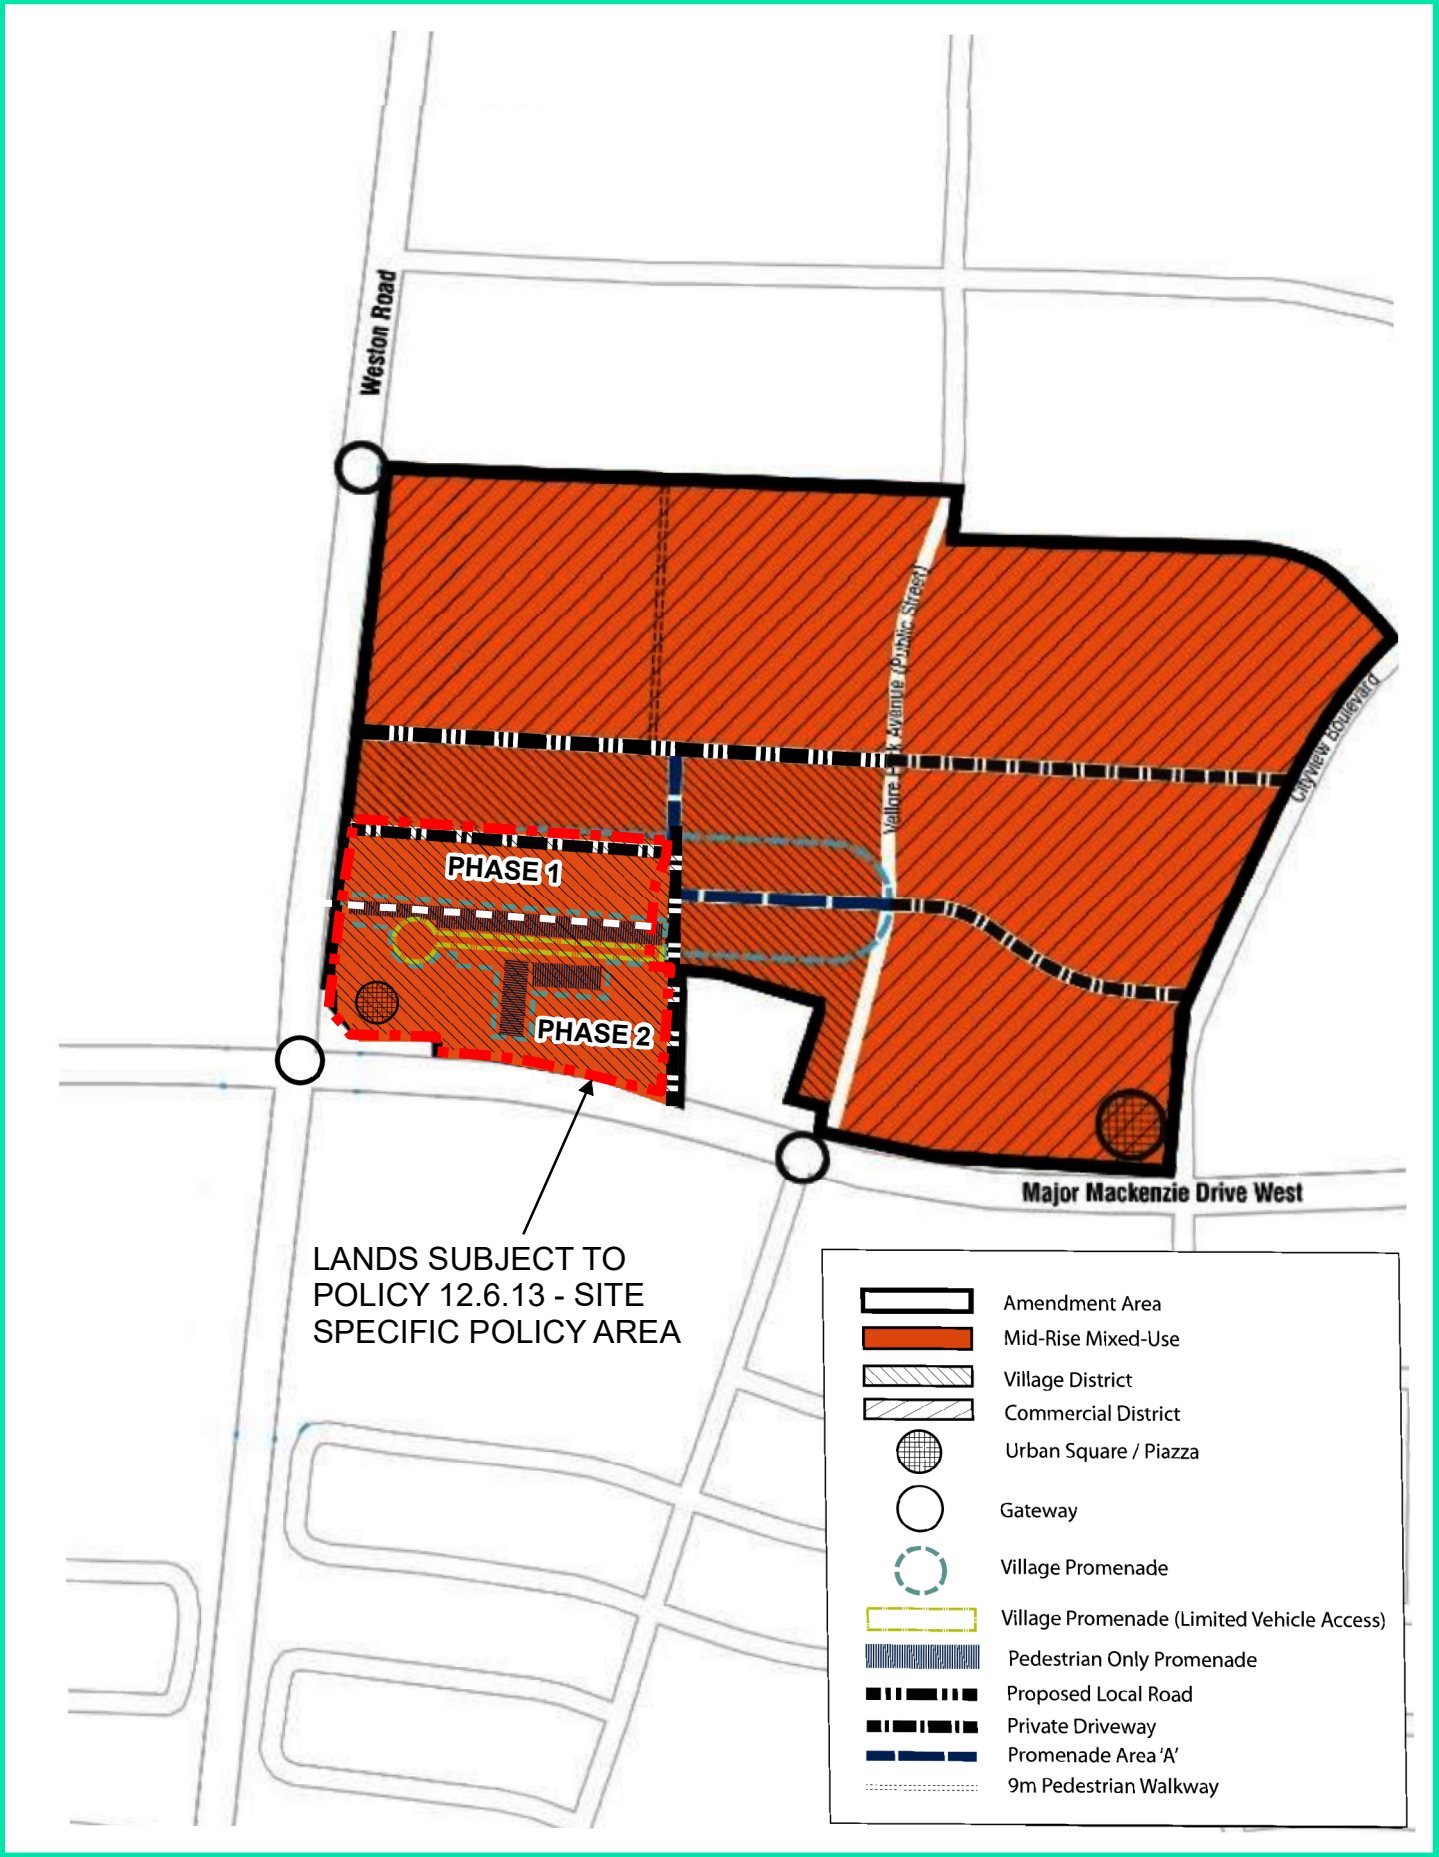 Weston Road
Vellore Park Avenue (Public Street)
Cityview Boulevard
PHASE 1
PHASE 2
Major Mackenzie Drive West
LANDS SUBJECT TO
POLICY 12.6.13 - SITE
SPECIFIC POLICY AREA
Amendment Area
Mid-Rise Mixed-Use
Village District
Commercial District
Urban Square / Piazza
Gateway
Village Promenade
Village Promenade (Limited Vehicle Access)
Pedestrian Only Promenade
Proposed Local Road
Private Driveway
Promenade Area 'A'
9m Pedestrian Walkway